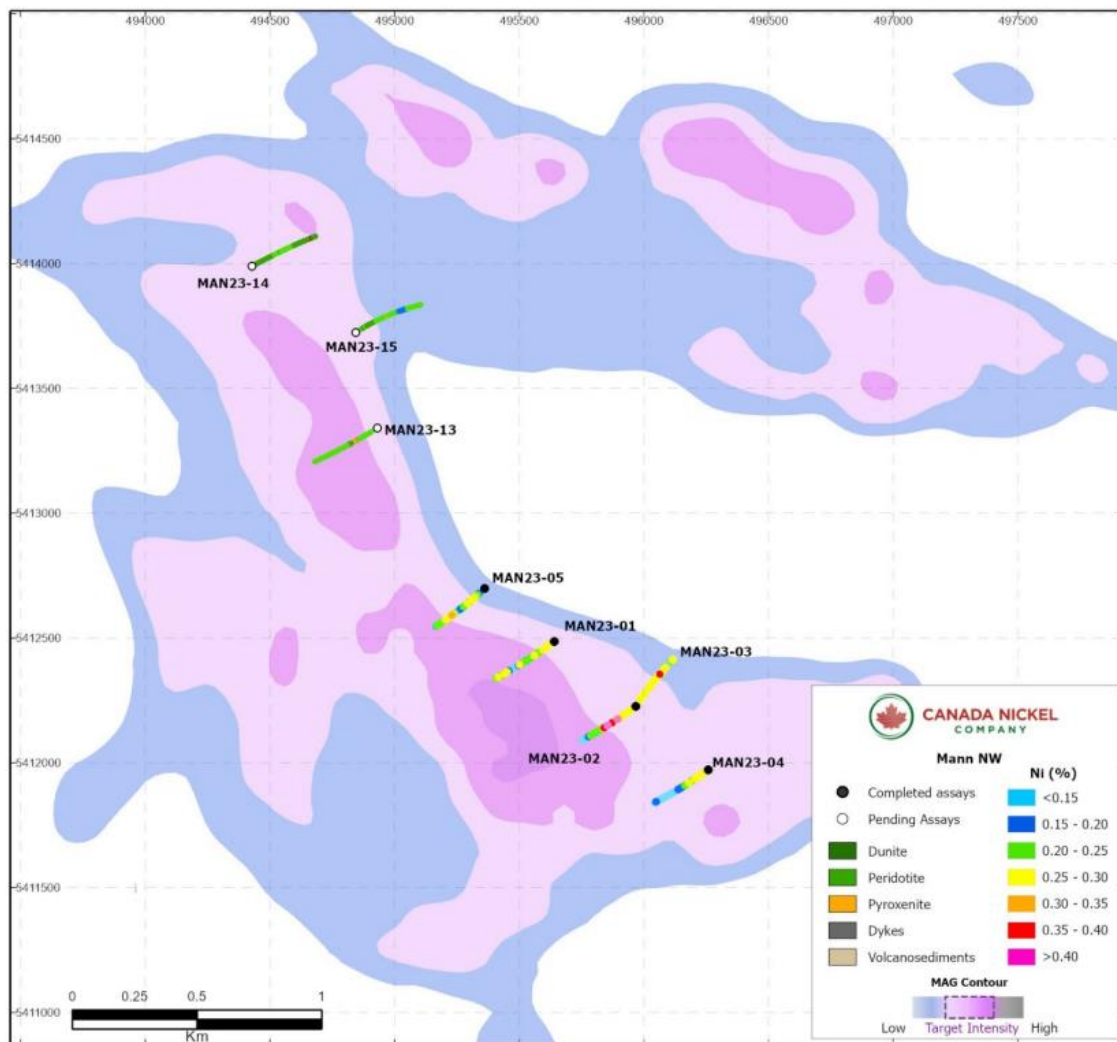 494000 494500 495000 495500 496000 496500 497000 497500
5414500
5414000
5413500
5413000
5412500
5412000
5411500
5411000
MAN23-14
MAN23-15
MAN23-13
MAN23-05
MAN23-01
MAN23-03
MAN23-02
MAN23-04
0 0.25 0.5 1
Km
CANADA NICKEL
COMPANY
Mann NW
Completed assays
Pending Assays
Dunite
Peridotite
Pyroxenite
Dykes
Volcanosediments
Ni (%)
<0.15
0.15 - 0.20
0.20 - 0.25
0.25 - 0.30
0.30 - 0.35
0.35 - 0.40
>0.40
MAG Contour
Low Target Intensity High